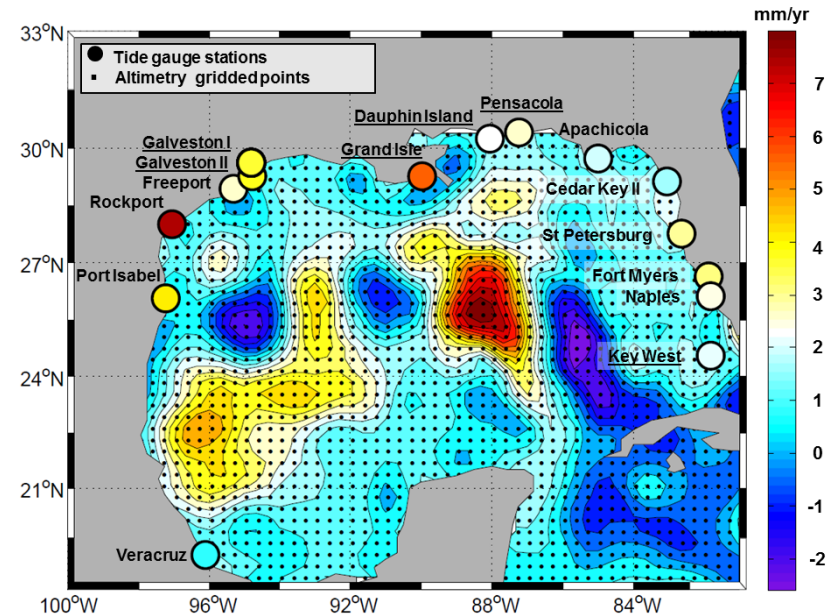 mm/yr
33°N
Tide gauge stations
Altimetry gridded points
7
Pensacola
Dauphin Island
Apachicola
6
30°N
Galveston I
Grand Isle
Galveston II
Freeport
5
Cedar Key II
Rockport
4
St Petersburg
27°N
Port Isabel
Fort Myers
3
Naples
Key West
2
24°N
1
0
21°N
-1
Veracruz
-2
100°W
96°W
92°W
88°W
84°W